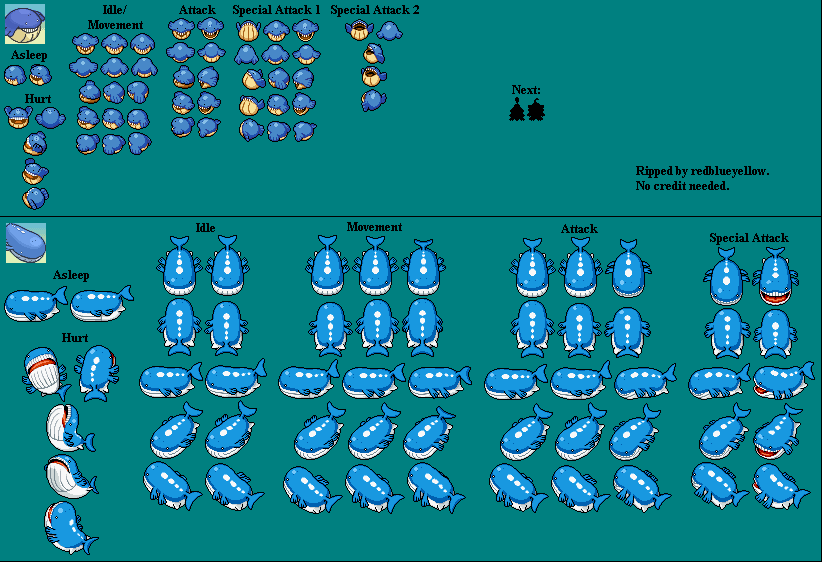 Idle/
Movement
Attack
Special Attack 1
Special Attack 2
Asleep
Hurt
Next:
Ripped by redblueyellow.
No credit needed.
Idle
Movement
Attack
Special Attack
Asleep
Hurt